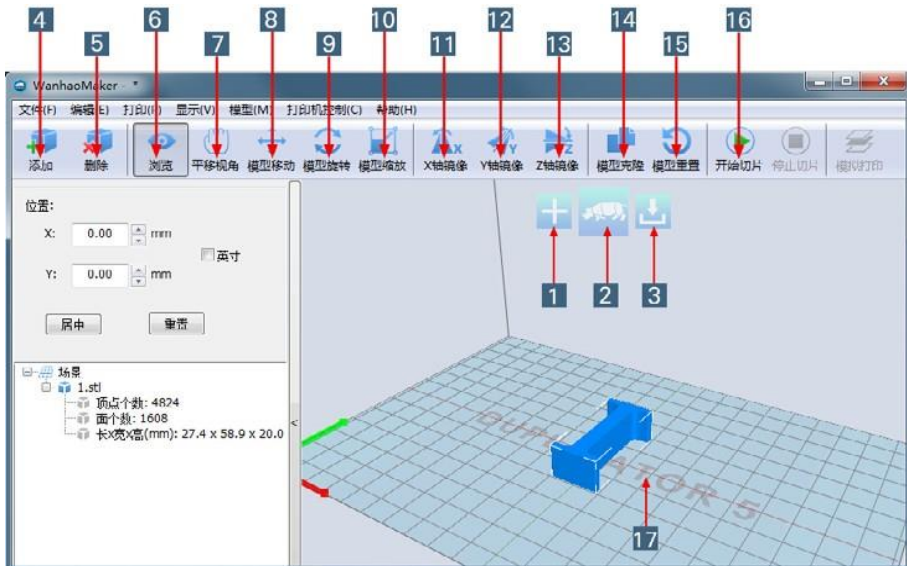 4 5 6 7 8 9 10 11 12 13 14 15 16
WanhaoMaker - *
文件(F) 编辑(E) 打印(P) 显示(V) 模型(M) 打印机控制(C) 帮助(H)
添加 删除 浏览 平移视角 模型移动 模型旋转 模型缩放 X轴镜像 Y轴镜像 Z轴镜像 模型克隆 模型重置 开始切片 停止切片 模拟打印
位置:
X: 0.00 mm
英寸
Y: 0.00 mm
居中 重置
1 2 3
场景
1.stl
顶点个数: 4824
面个数: 1608
长x宽x高(mm): 27.4 x 58.9 x 20.0
<
DUPLICATOR 5
17